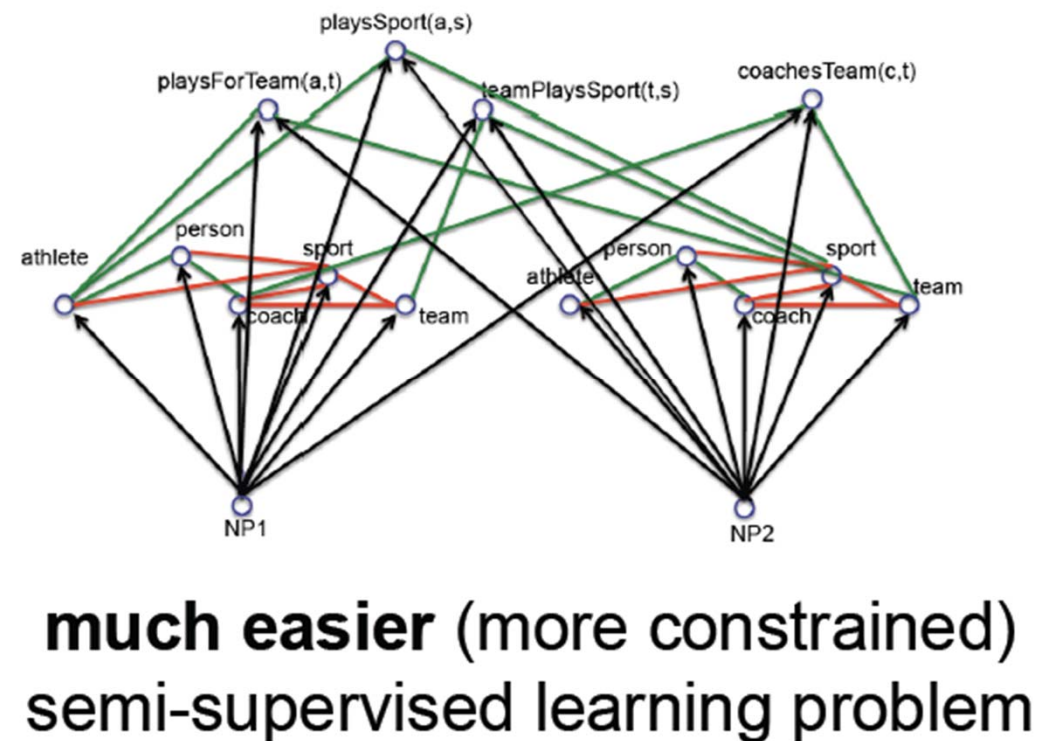 playsSport(a,s)
playsForTeam(a,t)
teamPlaysSport(t,s)
coachesTeam(c,t)
person
sport
athlete
coach
team
person
sport
athlete
team
coach
NP1
NP2
much easier (more constrained)
semi-supervised learning problem